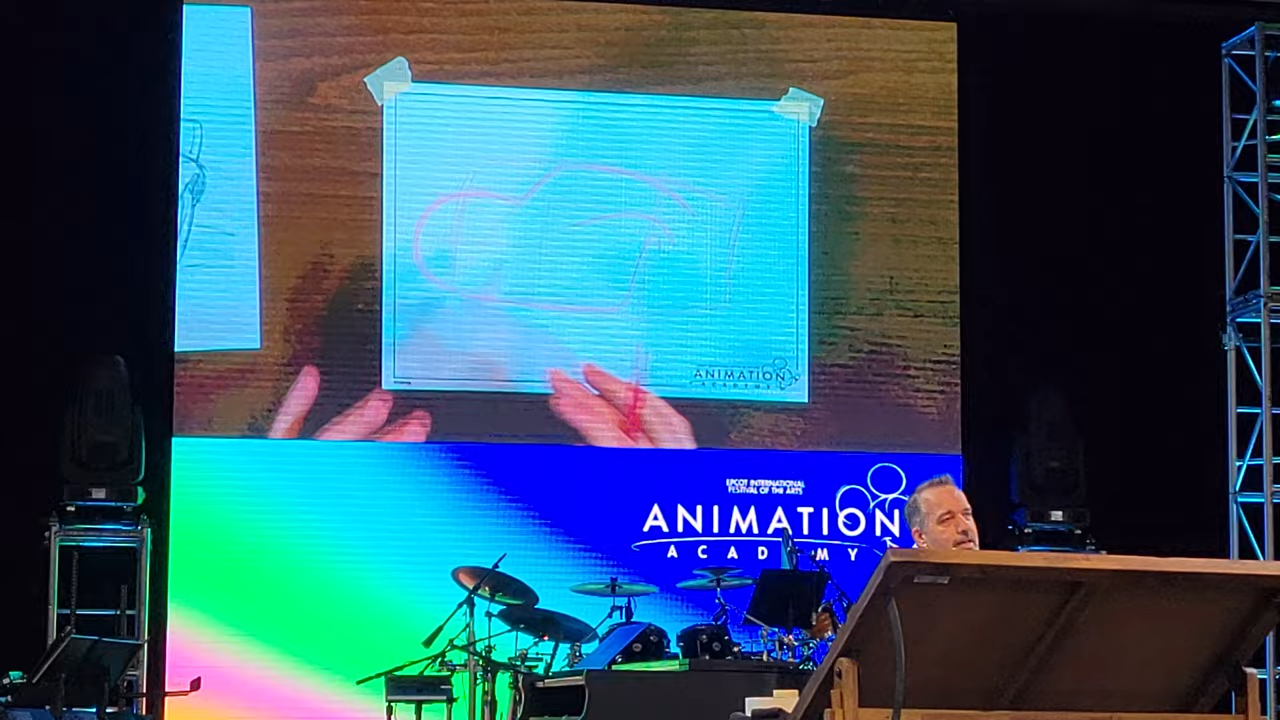 ANIMATION
ACADEMY
EPCOT INTERNATIONAL
FESTIVAL OF THE ARTS
ANIMATION
ACADEMY